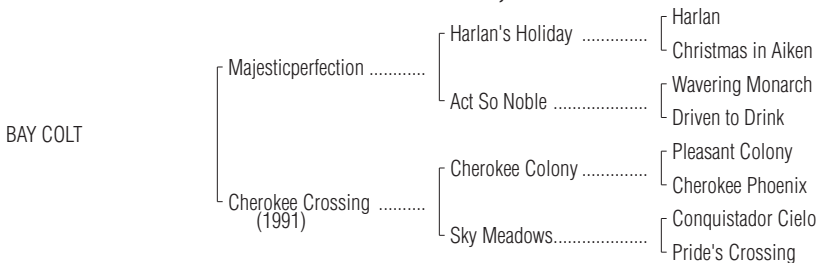 Harlan
Harlan's Holiday ..............
Christmas in Aiken
Majesticperfection ............
Wavering Monarch
Act So Noble ....................
Driven to Drink
BAY COLT
Pleasant Colony
Cherokee Colony ..............
Cherokee Phoenix
Cherokee Crossing ..........
(1991)
Conquistador Cielo
Sky Meadows....................
Pride's Crossing